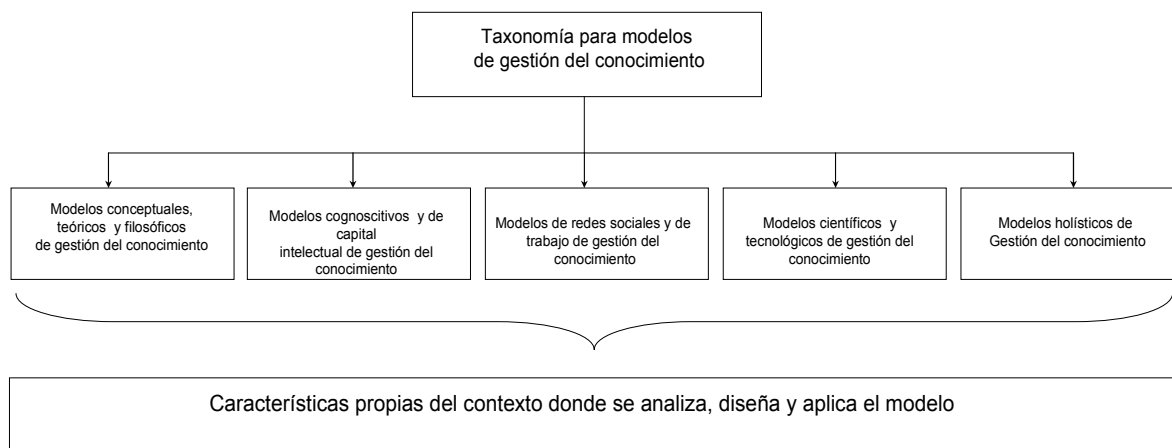 Taxonomía para modelos
de gestión del conocimiento
Modelos conceptuales,
teóricos y filosóficos
de gestión del conocimiento
Modelos cognoscitivos y de
capital
intelectual de gestión del
conocimiento
Modelos de redes sociales y de
trabajo de gestión del
conocimiento
Modelos científicos y
tecnológicos de gestión del
conocimiento
Modelos holísticos de
Gestión del conocimiento
Características propias del contexto donde se analiza, diseña y aplica el modelo